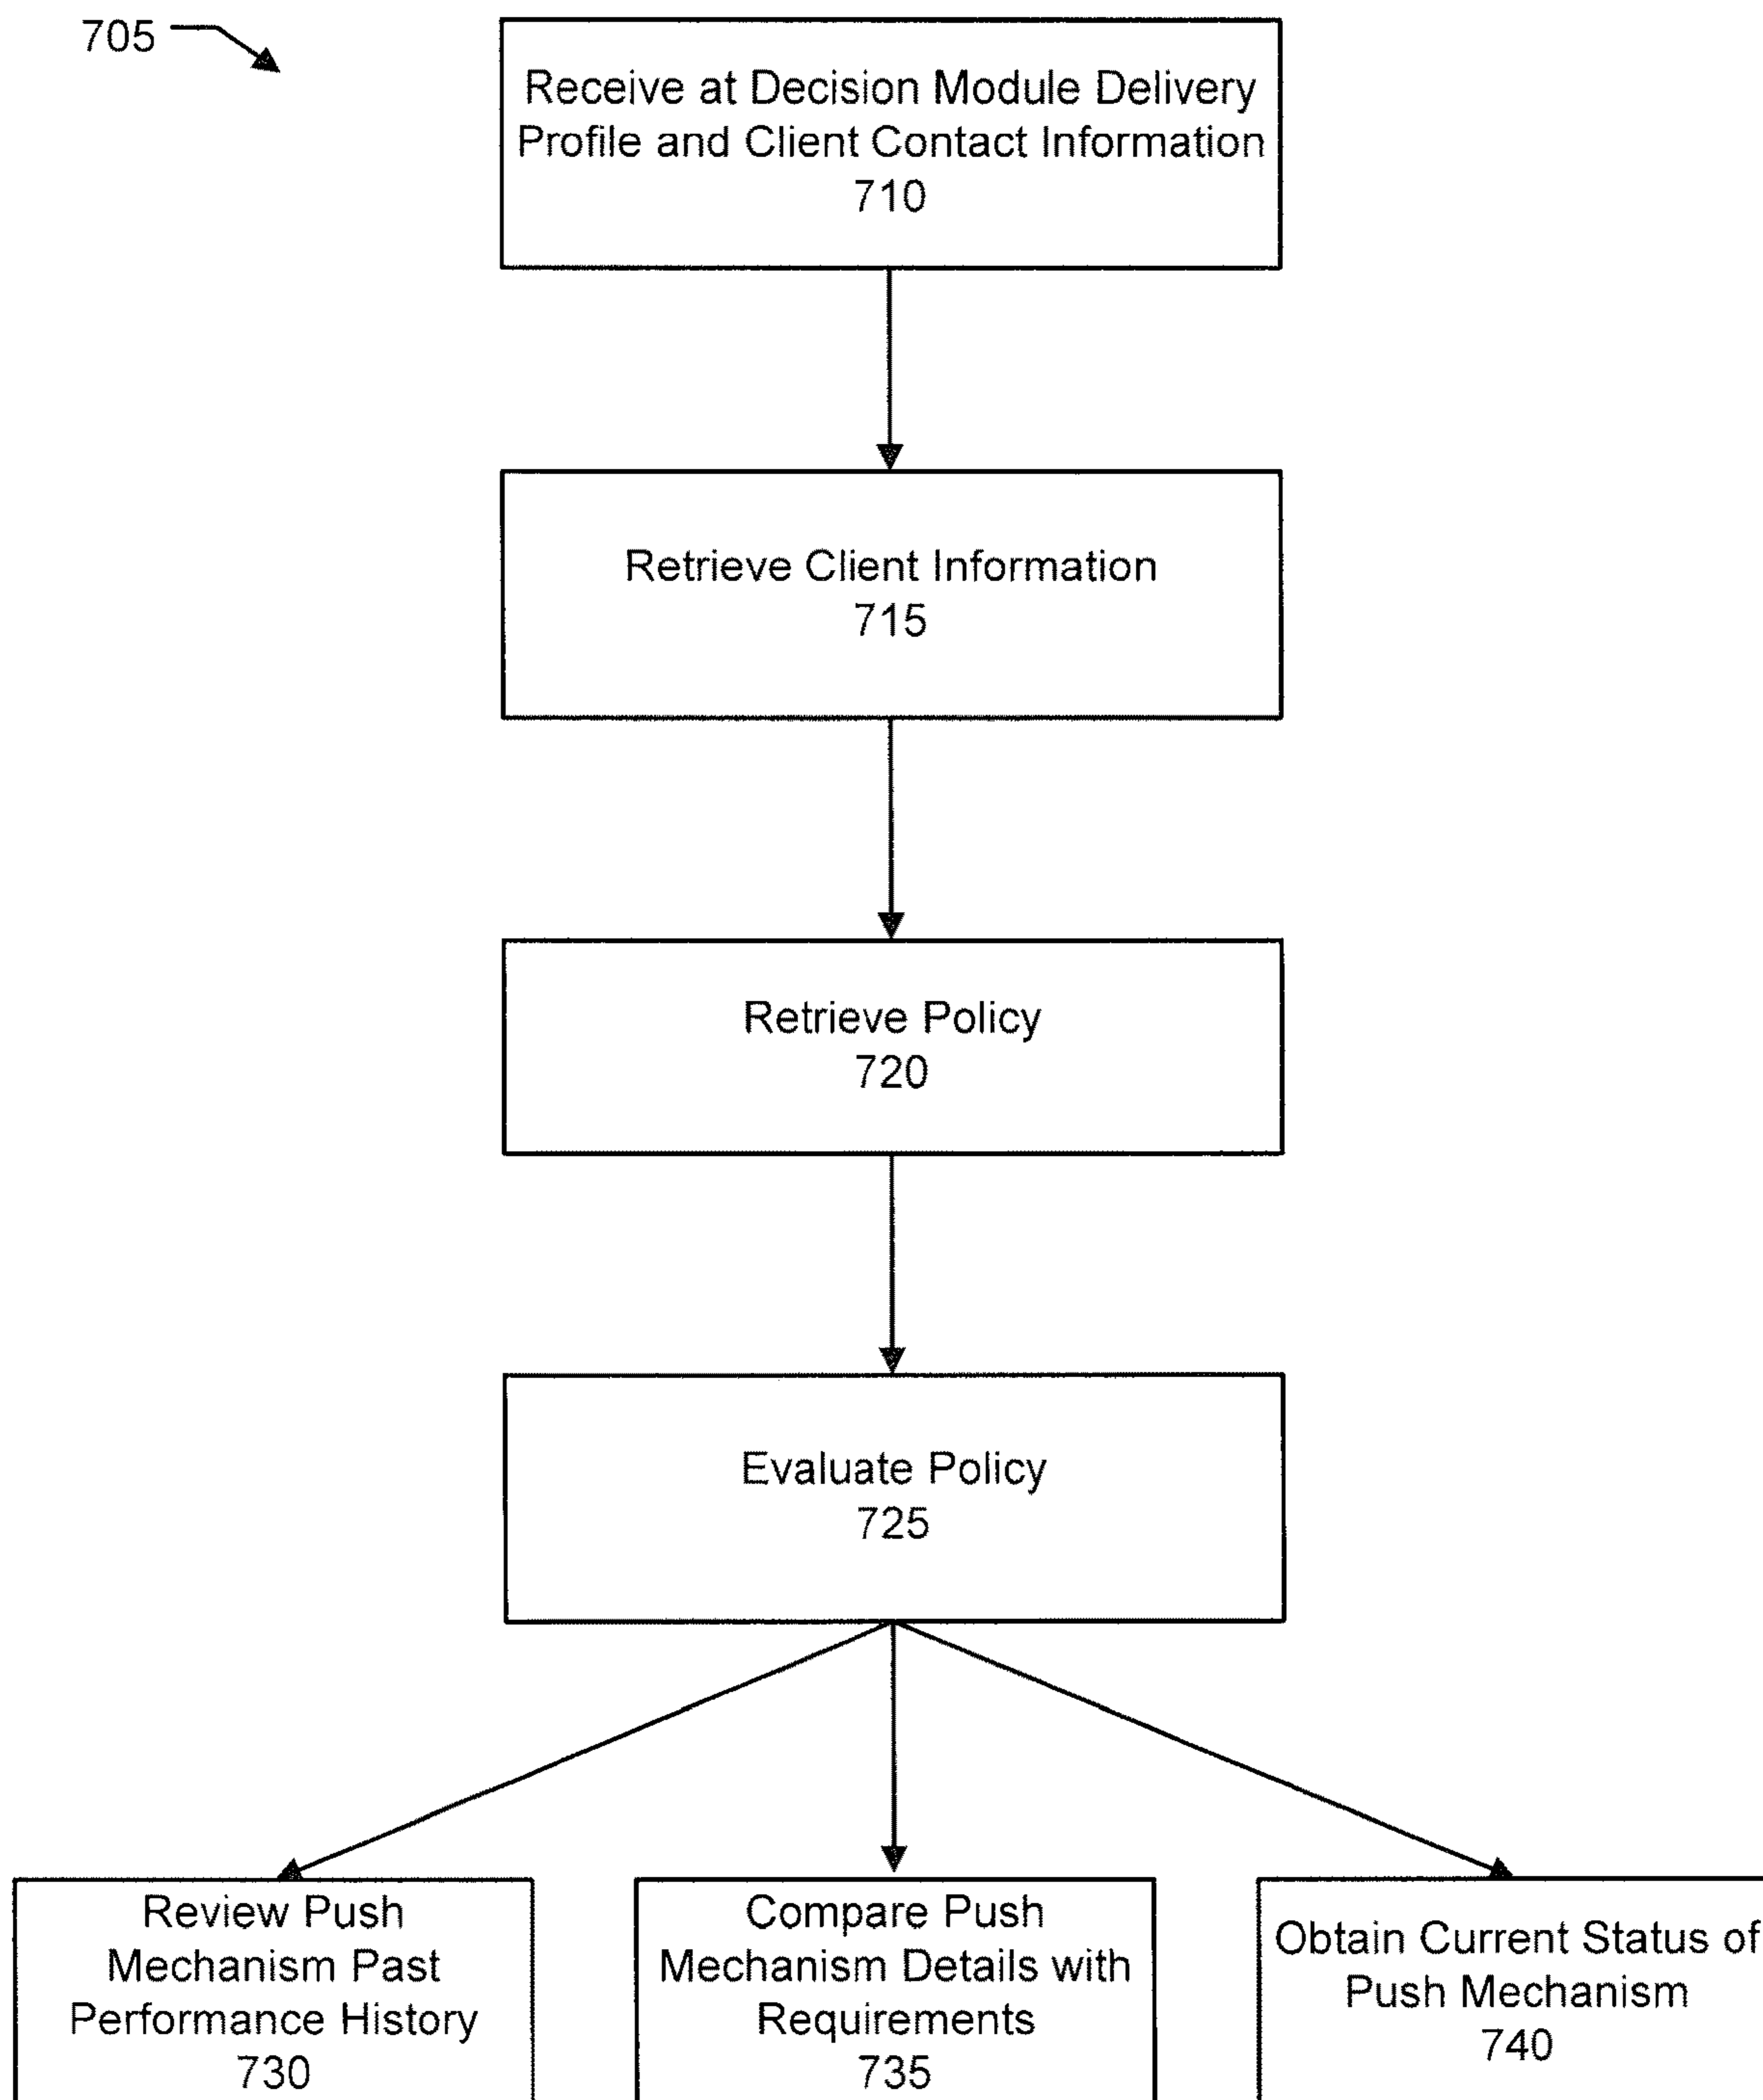 705
Receive at Decision Module Delivery
Profile and Client Contact Information
710
Retrieve Client Information
715
Retrieve Policy
720
Evaluate Policy
725
Review Push
Mechanism Past
Performance History
730
Compare Push
Mechanism Details with
Requirements
735
Obtain Current Status of
Push Mechanism
740